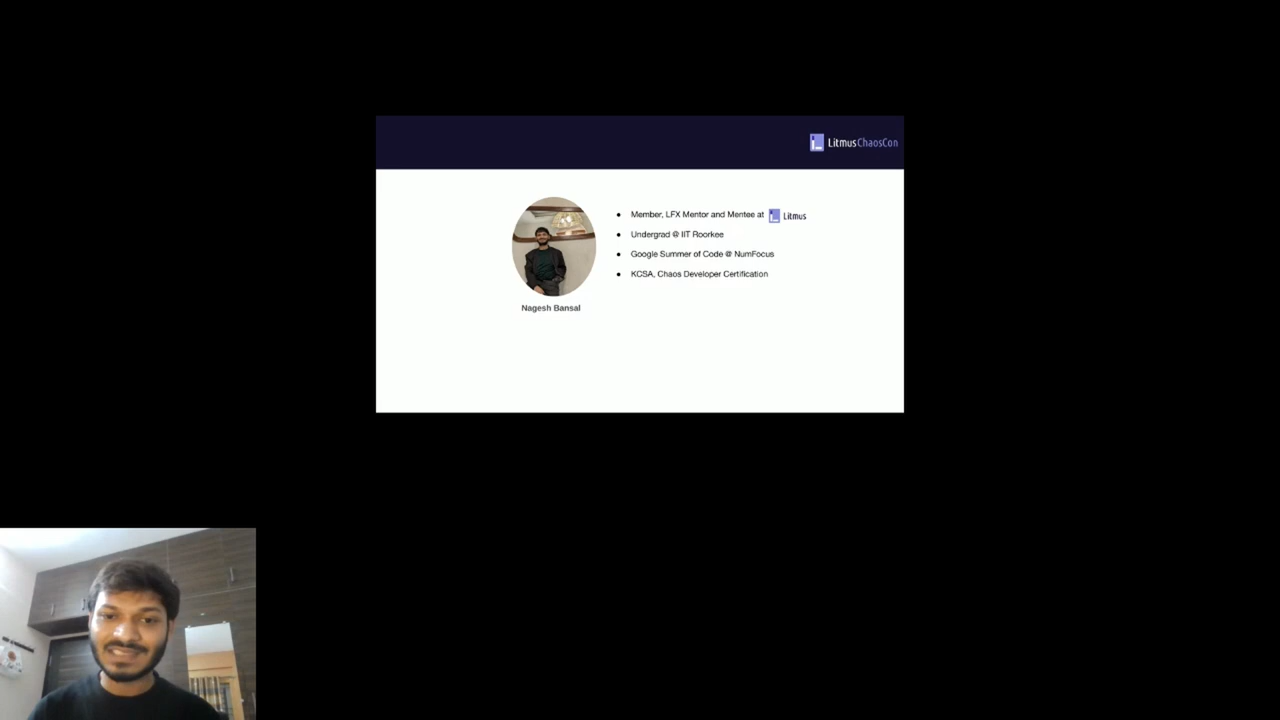 LitmusChaosCon
Member, LFX Mentor and Mentee at Litmus
Undergrad @ IIT Roorkee
Google Summer of Code @ NumFocus
KCSA, Chaos Developer Certification
Nagesh Bansal